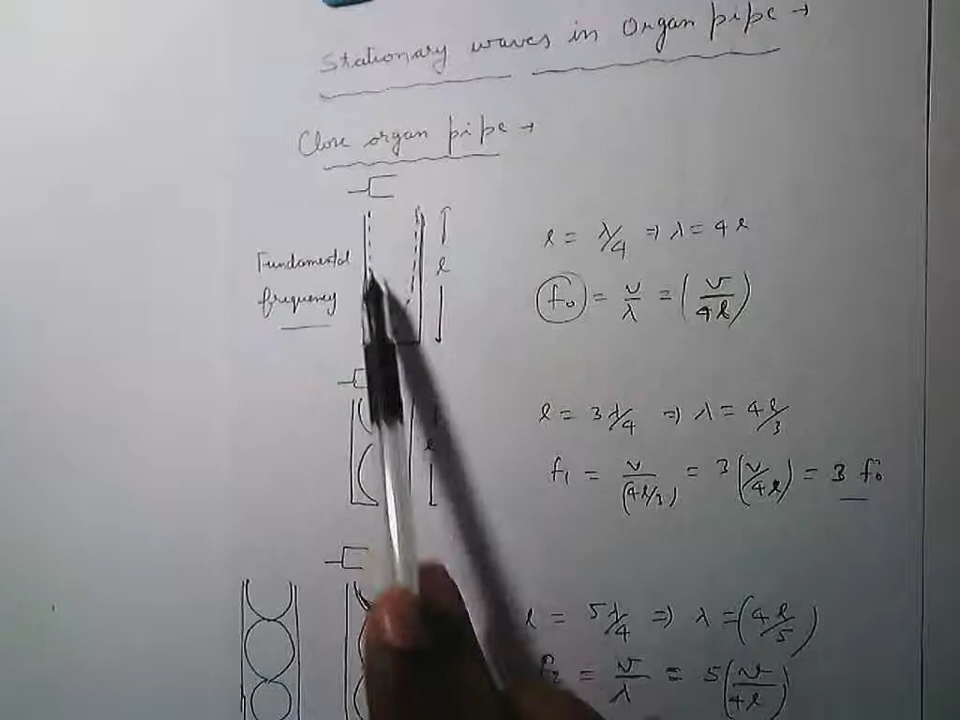 Stationary waves in Organ pipe →
Close organ pipe →
Fundamental
frequency
l
l = λ/4 ⇒ λ = 4l
f₀ = v/λ = (v/4l)
l
l = 3λ/4 ⇒ λ = 4l/3
f₁ = v/(4l/3) = 3(v/4l) = 3 f₀
l = 5λ/4 ⇒ λ = (4l/5)
f₂ = v/λ = 5(v/4l)